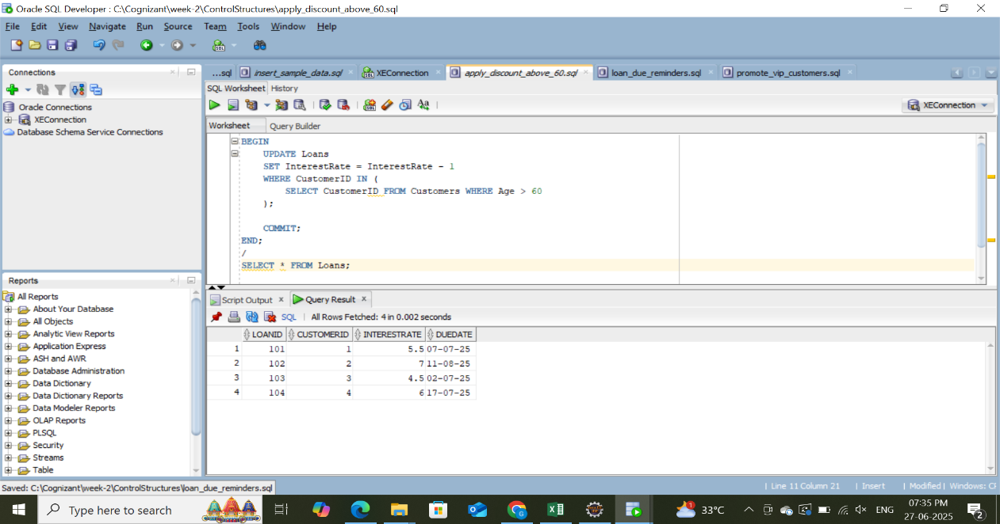 Oracle SQL Developer : C:\Cognizant\week-2\ControlStructures\apply_discount_above_60.sql
File Edit View Navigate Run Source Team Tools Window Help
Connections
Oracle Connections
XEConnection
Database Schema Service Connections
...sql insert_sample_data.sql XEConnection apply_discount_above_60.sql loan_due_reminders.sql promote_vip_customers.sql
SQL Worksheet History
XEConnection
Worksheet Query Builder
BEGIN
UPDATE Loans
SET InterestRate = InterestRate - 1
WHERE CustomerID IN (
SELECT CustomerID FROM Customers WHERE Age > 60
);
COMMIT;
END;
/
SELECT * FROM Loans;
Reports
All Reports
About Your Database
All Objects
Analytic View Reports
Application Express
ASH and AWR
Database Administration
Data Dictionary
Data Dictionary Reports
Data Modeler Reports
OLAP Reports
PLSQL
Security
Streams
Table
Script Output Query Result
SQL All Rows Fetched: 4 in 0.002 seconds
LOANID CUSTOMERID INTERESTRATE DUEDATE
1 101 1 5.5 07-07-25
2 102 2 7 11-08-25
3 103 3 4.5 02-07-25
4 104 4 6 17-07-25
Saved: C:\Cognizant\week-2\ControlStructures\loan_due_reminders.sql
Line 11 Column 21 Insert Modified Windows: CF
Type here to search
1 33°C ENG
07:35 PM
27-06-2025
2